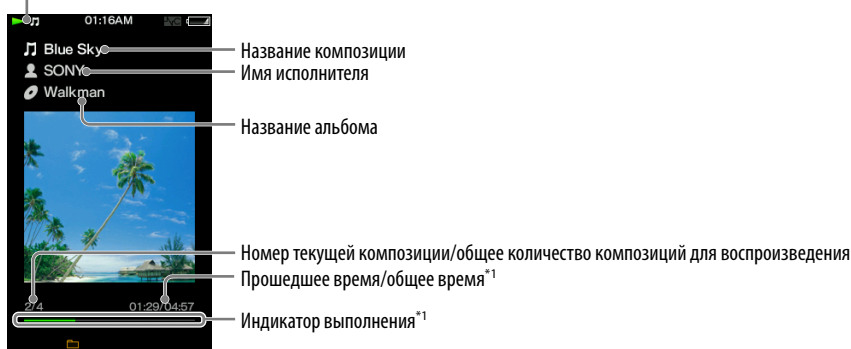 01:16AM
Blue Sky
Название композиции
SONY
Имя исполнителя
Walkman
Название альбома
Номер текущей композиции/общее количество композиций для воспроизведения
Прошедшее время/общее время*1
2/4
01:29/04:57
Индикатор выполнения*1